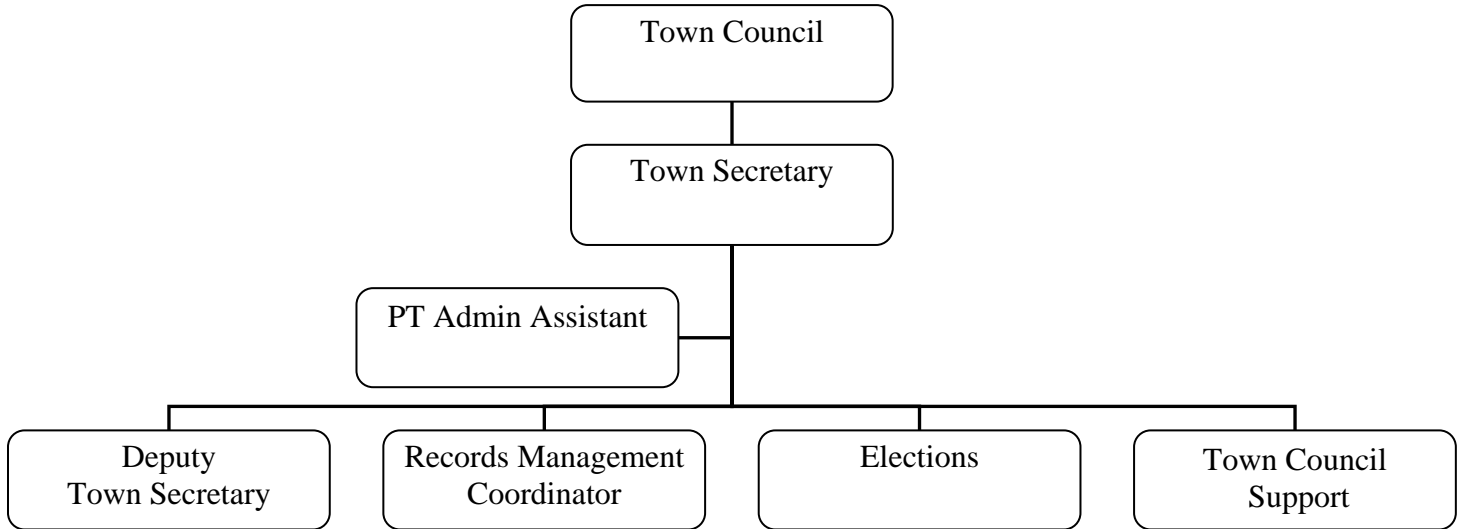 Town Council
Town Secretary
PT Admin Assistant
Deputy
Town Secretary
Records Management
Coordinator
Elections
Town Council
Support